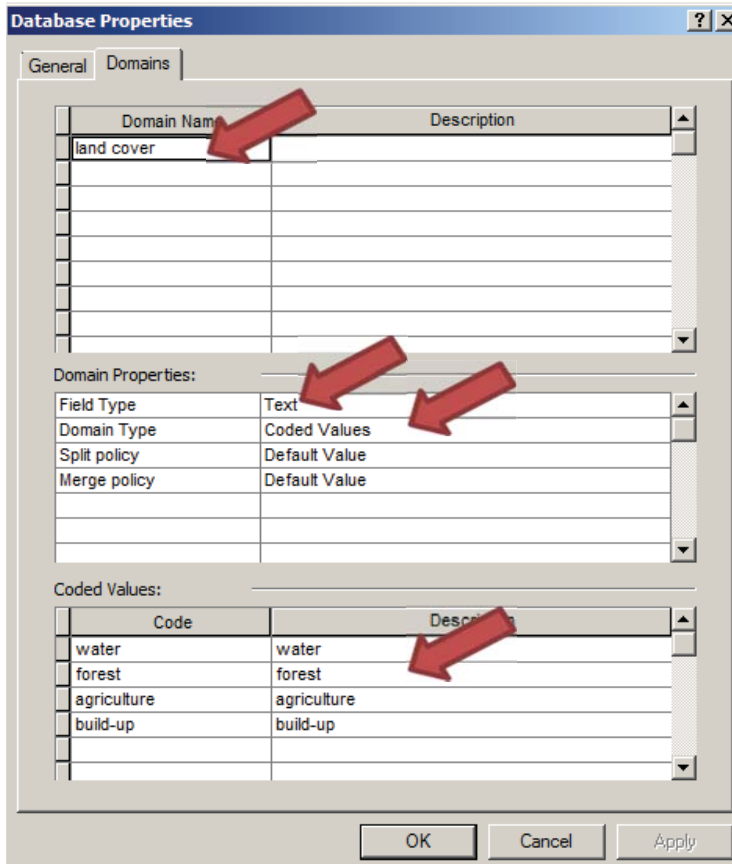 Database Properties
General Domains
Domain Name Description
land cover
Domain Properties:
Field Type Text
Domain Type Coded Values
Split policy Default Value
Merge policy Default Value
Coded Values:
Code Description
water water
forest forest
agriculture agriculture
build-up build-up
OK Cancel Apply